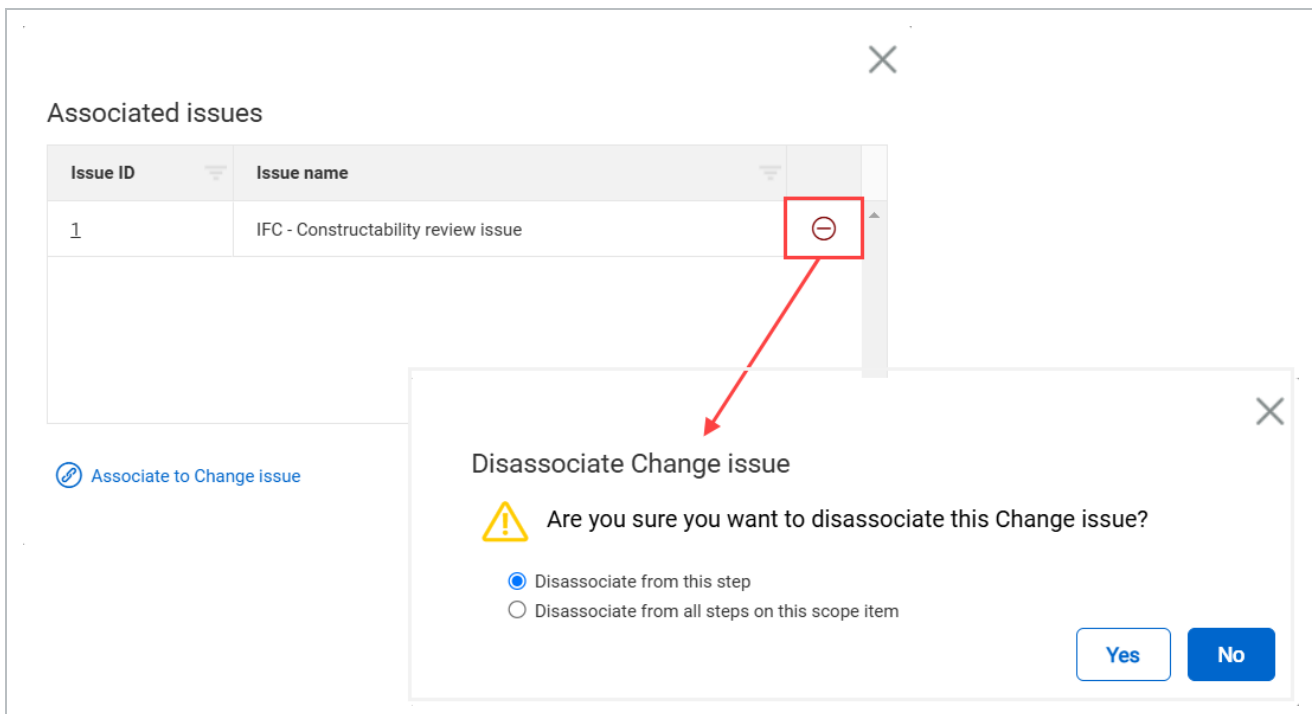 Associated issues
Issue ID Issue name
1 IFC - Constructability review issue
Associate to Change issue
Disassociate Change issue
Are you sure you want to disassociate this Change issue?
Disassociate from this step
Disassociate from all steps on this scope item
Yes No